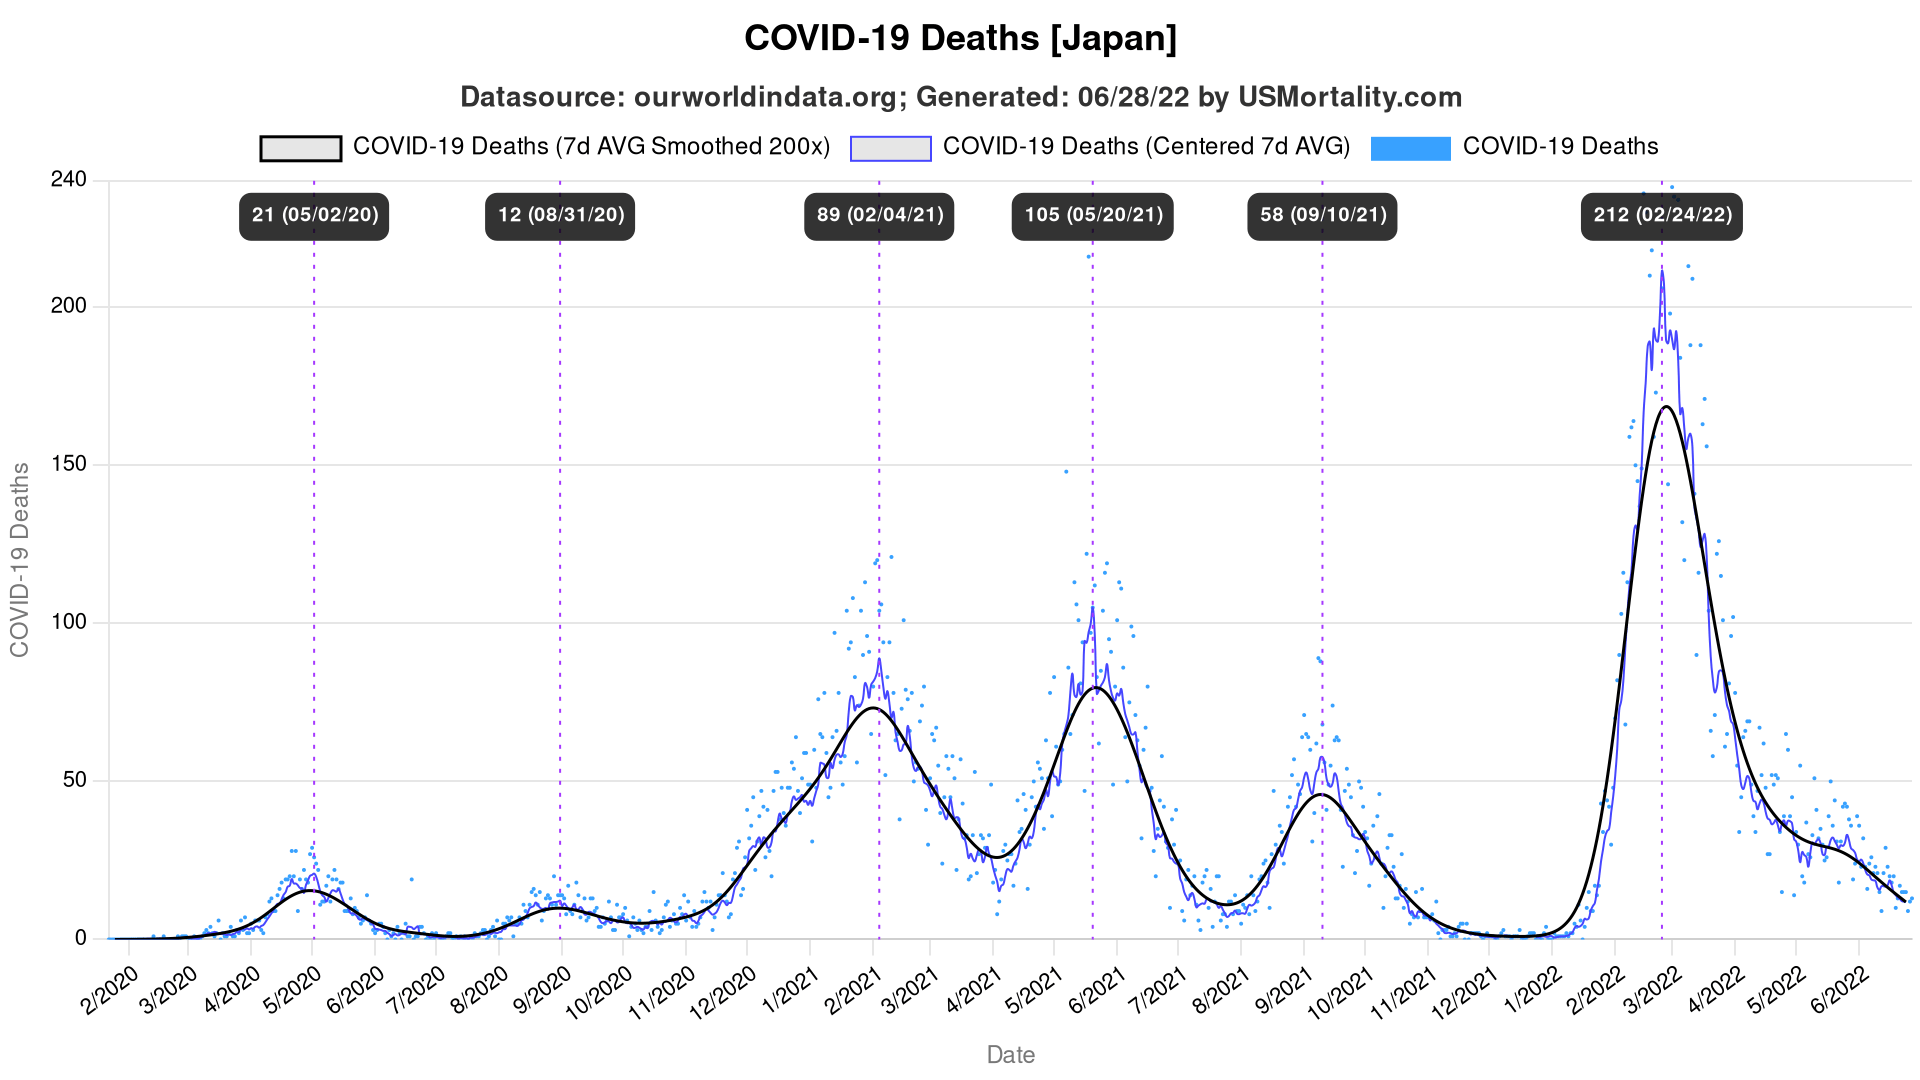 COVID-19 Deaths [Japan]
Datasource: ourworldindata.org; Generated: 06/28/22 by USMortality.com
COVID-19 Deaths (7d AVG Smoothed 200x) COVID-19 Deaths (Centered 7d AVG) COVID-19 Deaths
240
21 (05/02/20) 12 (08/31/20) 89 (02/04/21) 105 (05/20/21) 58 (09/10/21) 212 (02/24/22)
200
150
100
50
0
COVID-19 Deaths
2/2020 3/2020 4/2020 5/2020 6/2020 7/2020 8/2020 9/2020 10/2020 11/2020 12/2020 1/2021 2/2021 3/2021 4/2021 5/2021 6/2021 7/2021 8/2021 9/2021 10/2021 11/2021 12/2021 1/2022 2/2022 3/2022 4/2022 5/2022 6/2022
Date